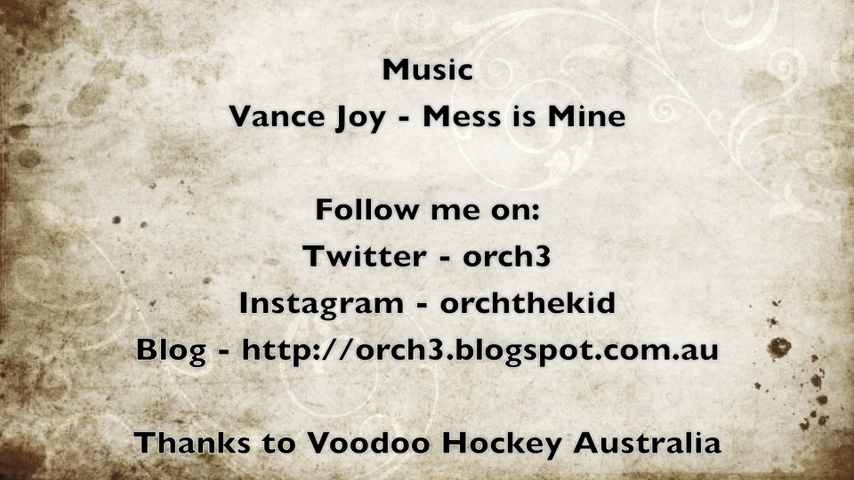 Music
Vance Joy - Mess is Mine
Follow me on:
Twitter - orch3
Instagram - orchthekid
Blog - http://orch3.blogspot.com.au
Thanks to Voodoo Hockey Australia